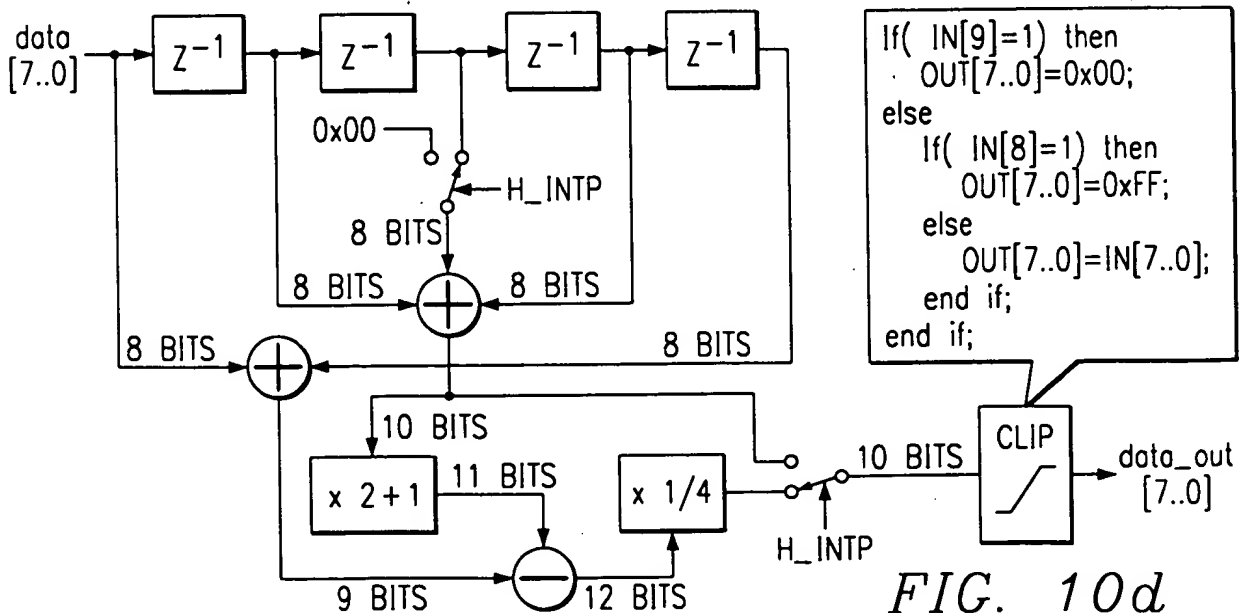 data
[7..0]
z⁻¹
z⁻¹
z⁻¹
z⁻¹
0x00
H_INTP
8 BITS
8 BITS
8 BITS
8 BITS
8 BITS
10 BITS
x 2+1
11 BITS
x 1/4
9 BITS
12 BITS
H_INTP
10 BITS
CLIP
data_out
[7..0]
If( IN[9]=1) then
OUT[7..0]=0x00;
else
If( IN[8]=1) then
OUT[7..0]=0xFF;
else
OUT[7..0]=IN[7..0];
end if;
end if;
FIG. 10d